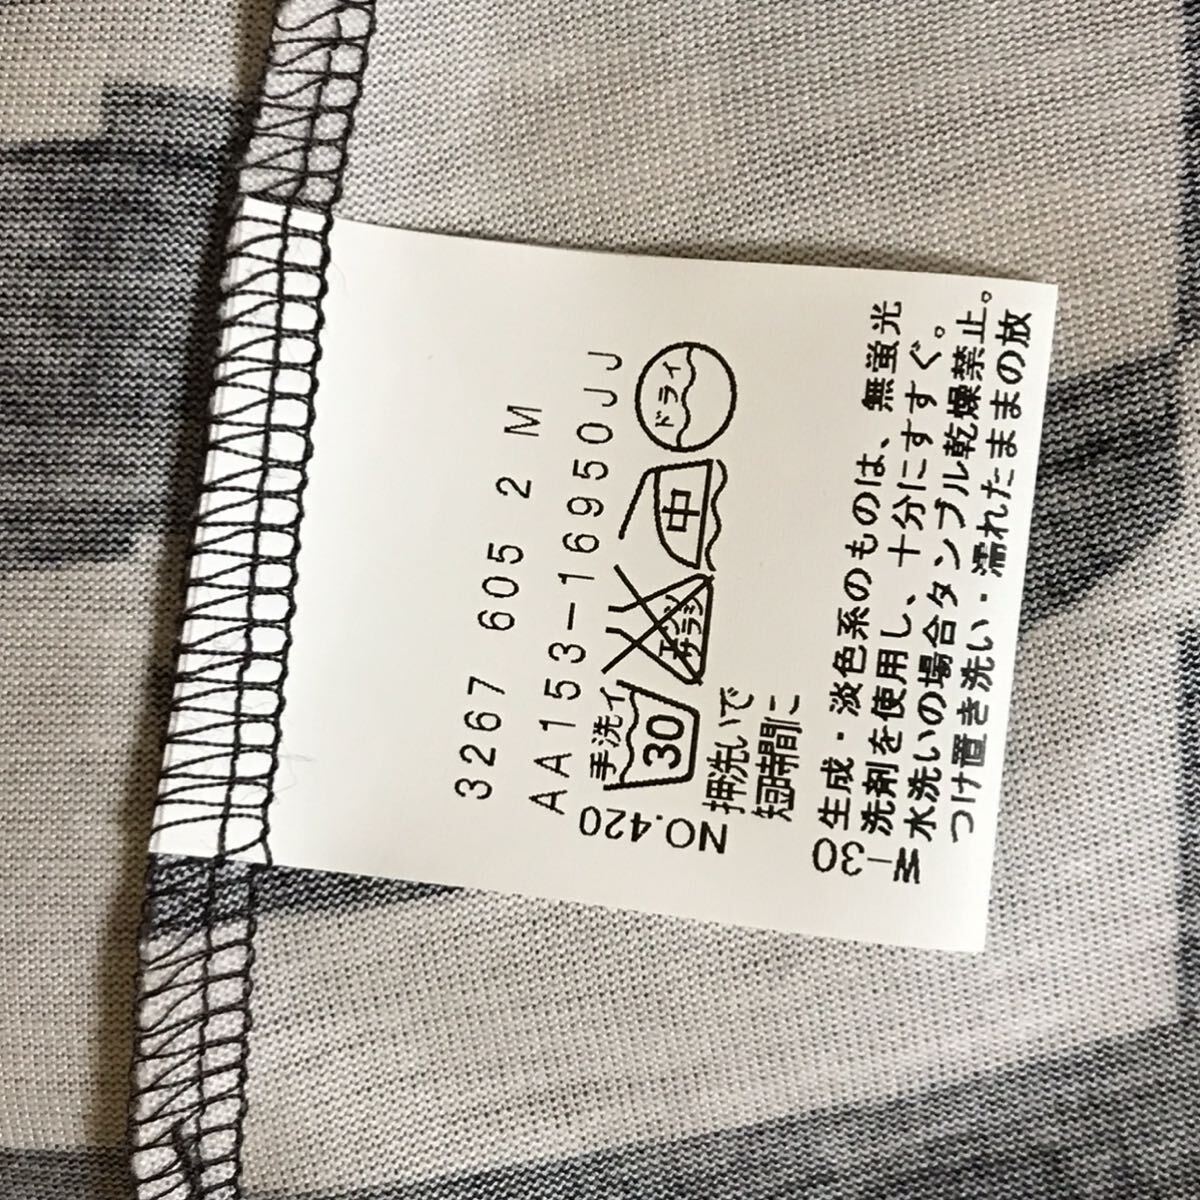 3267 605 2 M
AA153-16950JJ
手洗イ
30
エンソ
サラシ
中
ドライ
押洗いで
短時間に
NO.420
30
生成・淡色系のものは、無蛍光
洗剤を使用し、十分にすすぐ。
水洗いの場合タンブル乾燥禁止。
つけ置き洗い・濡れたままの放